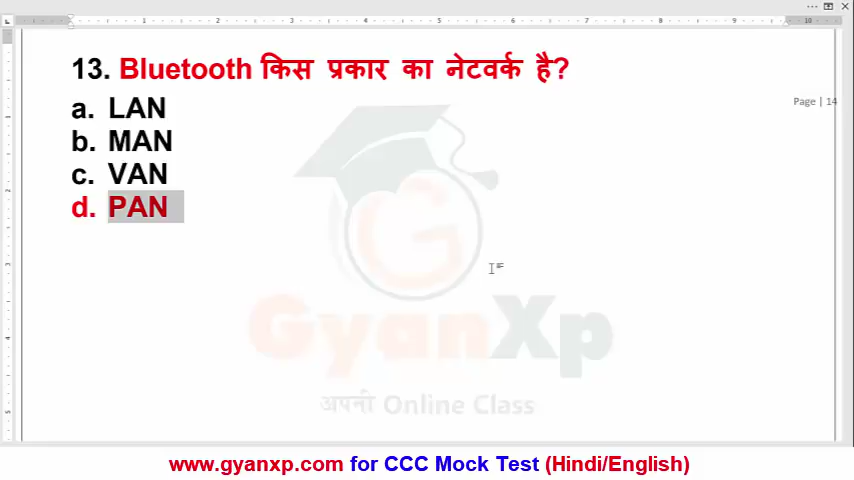 13. Bluetooth किस प्रकार का नेटवर्क है?
a. LAN
Page | 14
b. MAN
c. VAN
d. PAN
GyanXp
अपनी Online Class
www.gyanxp.com for CCC Mock Test (Hindi/English)